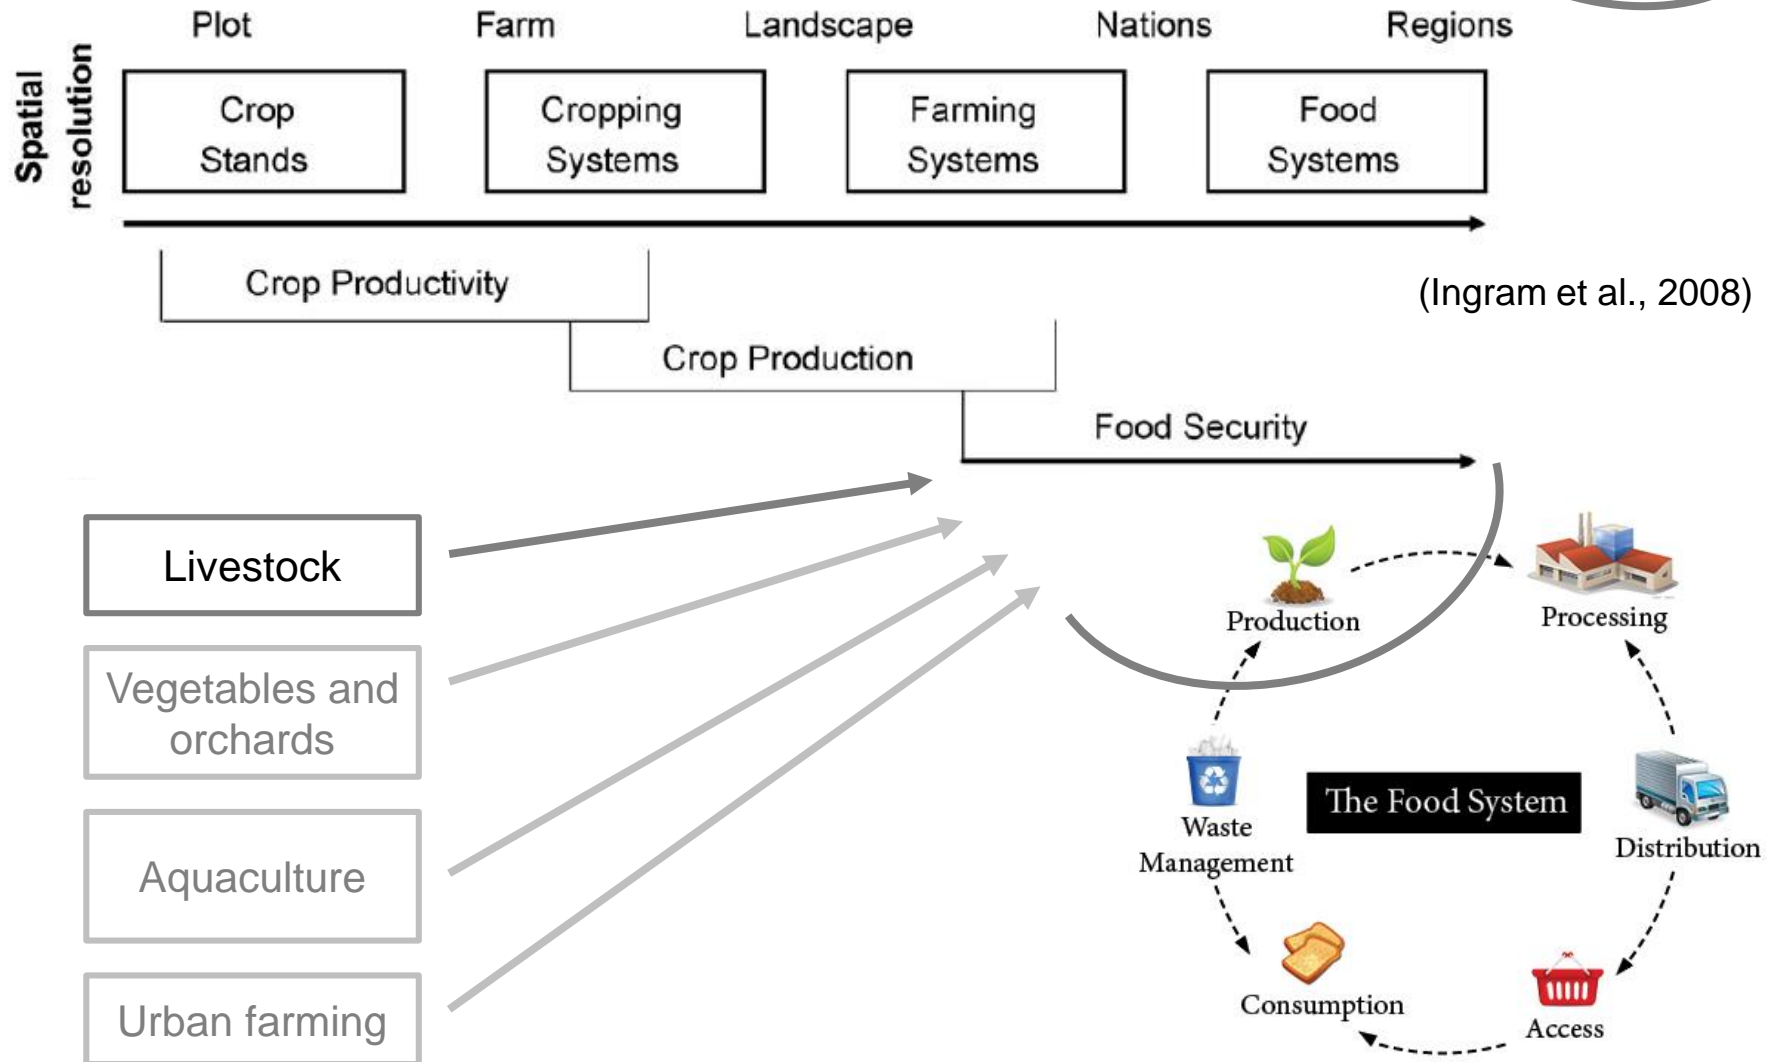 Plot Farm Landscape Nations Regions
Spatial
resolution
Crop
Stands
Cropping
Systems
Farming
Systems
Food
Systems
Crop Productivity
(Ingram et al., 2008)
Crop Production
Food Security
Livestock
Vegetables and
orchards
Aquaculture
Urban farming
Production
Processing
Waste
Management
The Food System
Distribution
Consumption
Access